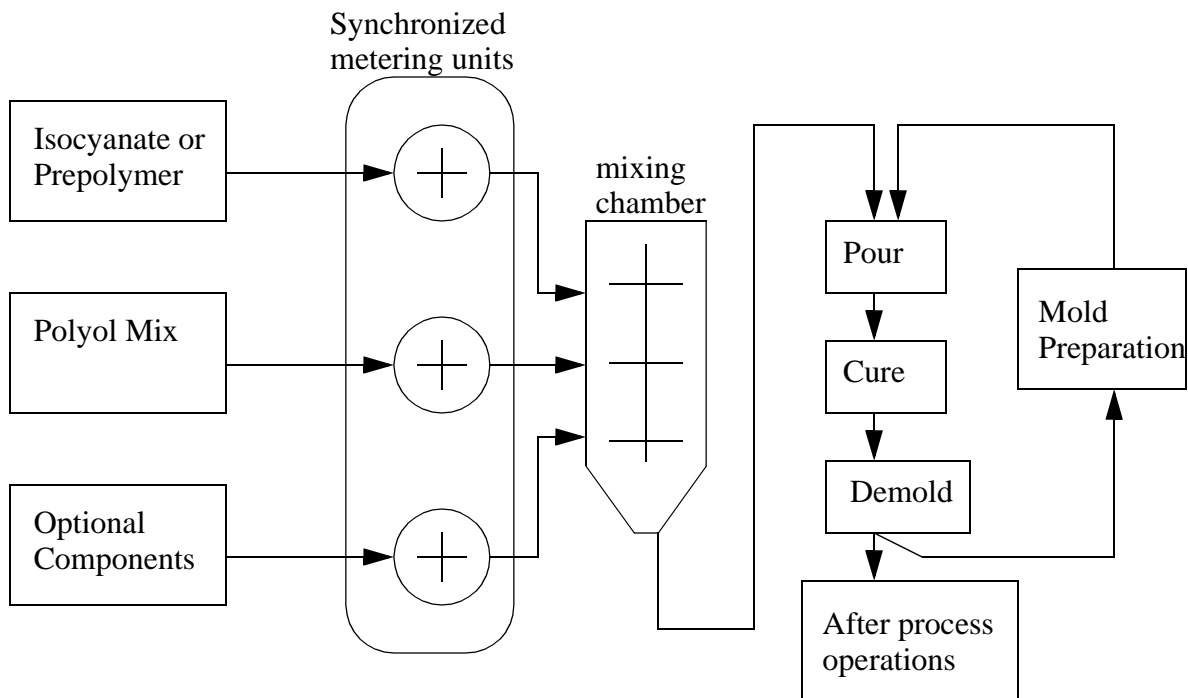 Synchronized
metering units
Isocyanate or
Prepolymer
Polyol Mix
Optional
Components
mixing
chamber
Pour
Cure
Demold
After process
operations
Mold
Preparation